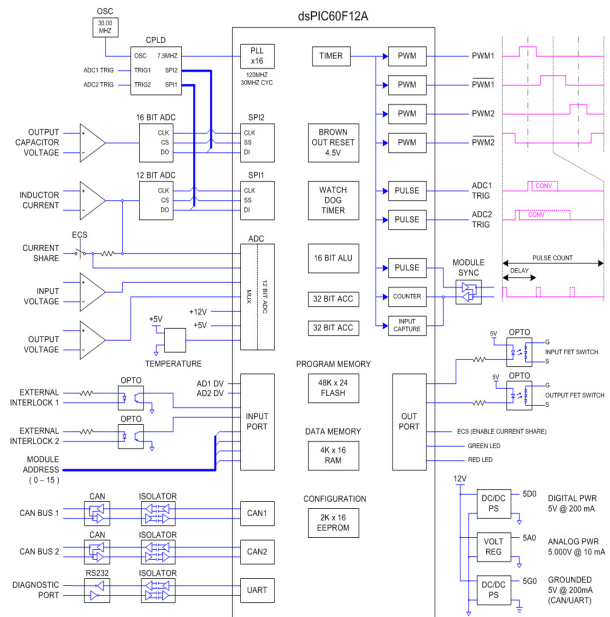 dsPIC60F12A
OSC
30.00
MHZ
CPLD
OSC 7.5MHZ
TRIG1 SPI2
TRIG2 SPI1
ADC1 TRIG
ADC2 TRIG
PLL
x16
120MHZ
30MHZ CYC
TIMER
PWM
PWM1
PWM
PWM1
PWM
PWM2
PWM
PWM2
OUTPUT
CAPACITOR
VOLTAGE
+
-
16 BIT ADC
CLK
CS
DO
SPI2
CLK
SS
DI
BROWN
OUT RESET
4.5V
INDUCTOR
CURRENT
+
-
12 BIT ADC
CLK
CS
DO
SPI1
CLK
SS
DI
WATCH
DOG
TIMER
PULSE
ADC1
TRIG
CONV
PULSE
ADC2
TRIG
CONV
ECS
CURRENT
SHARE
ADC
MUX
12 BIT ADC
16 BIT ALU
PULSE
MODULE
SYNC
PULSE COUNT
DELAY
INPUT
VOLTAGE
+
-
32 BIT ACC
COUNTER
+12V
+5V
OUTPUT
VOLTAGE
+
-
+5V
TEMPERATURE
32 BIT ACC
INPUT
CAPTURE
5V
OPTO
G
INPUT FET SWITCH
S
5V
OPTO
G
OUTPUT FET SWITCH
S
PROGRAM MEMORY
48K x 24
FLASH
EXTERNAL
INTERLOCK 1
OPTO
AD1 DV
AD2 DV
INPUT
PORT
OUT
PORT
EXTERNAL
INTERLOCK 2
OPTO
MODULE
ADDRESS
( 0 – 15 )
DATA MEMORY
4K x 16
RAM
ECS (ENABLE CURRENT SHARE)
GREEN LED
RED LED
CONFIGURATION
2K x 16
EEPROM
CAN BUS 1
CAN
ISOLATOR
CAN1
CAN BUS 2
CAN
ISOLATOR
CAN2
DIAGNOSTIC
PORT
RS232
ISOLATOR
UART
12V
DC/DC
PS
5D0
DIGITAL PWR
5V @ 200 mA
VOLT
REG
5A0
ANALOG PWR
5.000V @ 10 mA
DC/DC
PS
5G0
GROUNDED
5V @ 200mA
(CAN/UART)